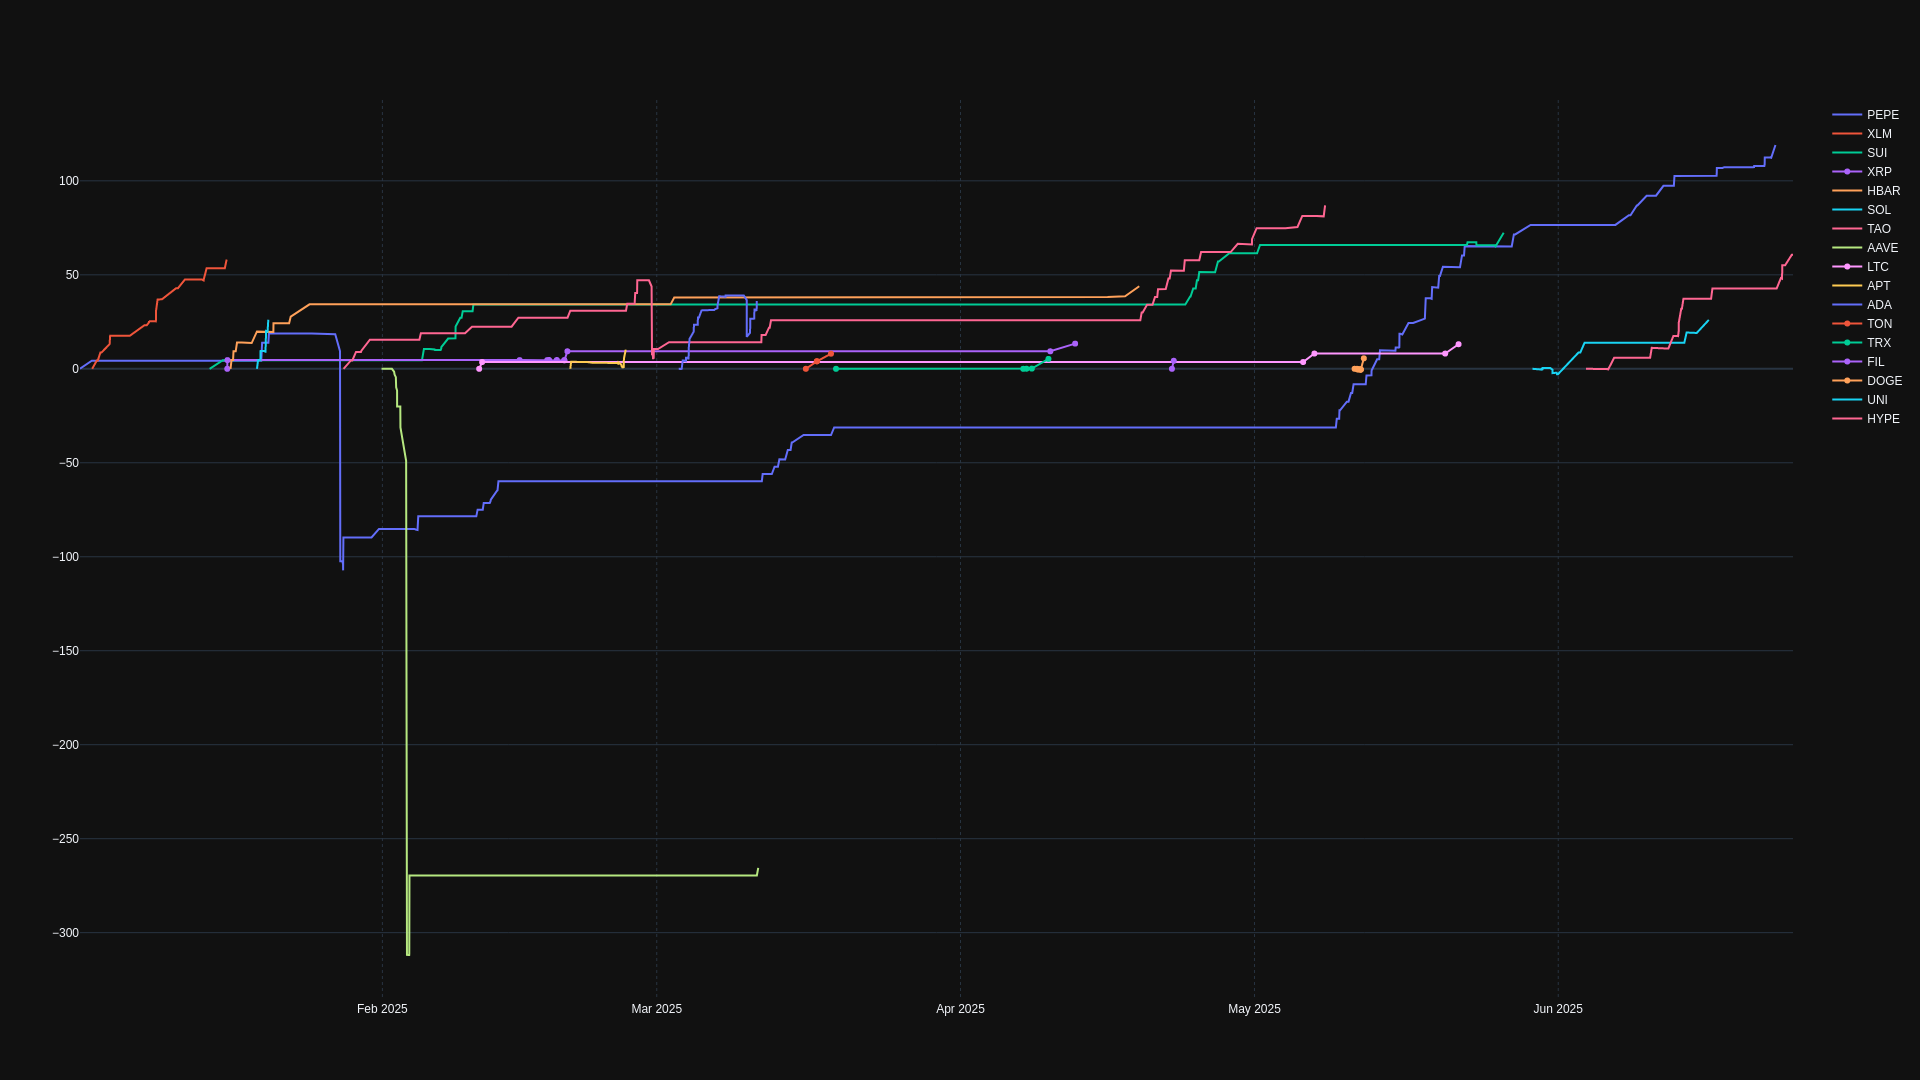 100
50
0
−50
−100
−150
−200
−250
−300
Feb 2025
Mar 2025
Apr 2025
May 2025
Jun 2025
PEPE
XLM
SUI
XRP
HBAR
SOL
TAO
AAVE
LTC
APT
ADA
TON
TRX
FIL
DOGE
UNI
HYPE